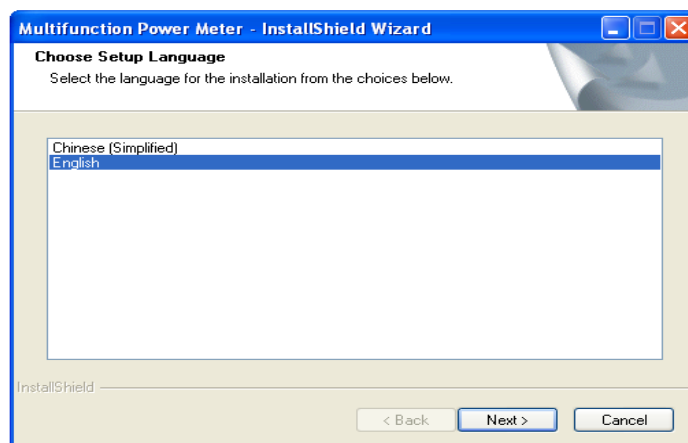 Multifunction Power Meter - InstallShield Wizard
Choose Setup Language
Select the language for the installation from the choices below.
Chinese (Simplified)
English
InstallShield
< Back Next > Cancel